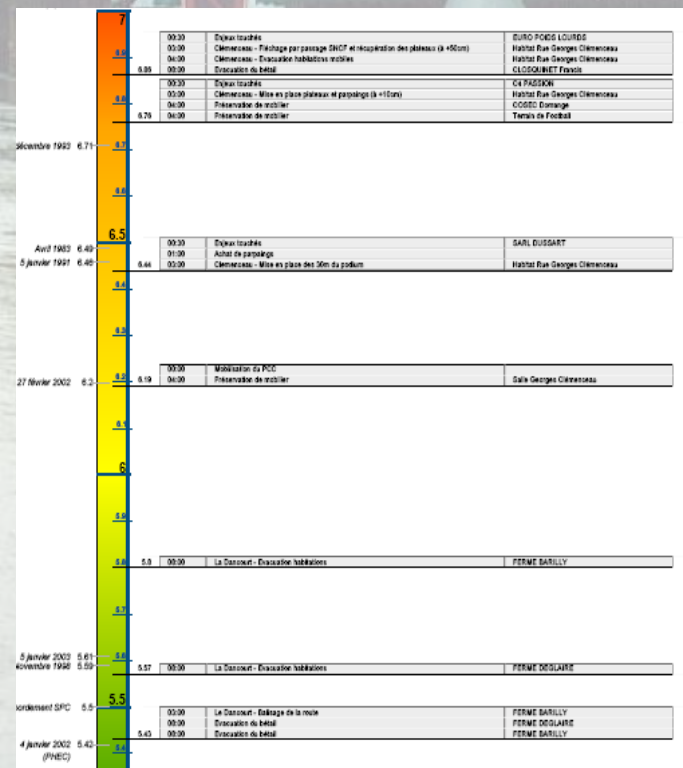 7
00:30 Enjeux touchés EURO POIDS LOURDS
03:00 Clémenceau - Fléchage par passage SNCF et récupération des plateaux (à +50cm) Habitat Rue Georges Clémenceau
6.9 04:00 Clémenceau - Evacuation habitations mobiles Habitat Rue Georges Clémenceau
6.86 00:00 Evacuation du bétail CLOSQUINET Francis
00:30 Enjeux touchés C4 PASSION
6.8 03:00 Clémenceau - Mise en place plateaux et parpaings (à +10cm) Habitat Rue Georges Clémenceau
04:00 Préservation de mobilier COSEC Domange
6.76 04:00 Préservation de mobilier Terrain de Football
décembre 1993 6.71 6.7
6.6
6.5 00:30 Enjeux touchés SARL DUSSART
Avril 1983 6.49 01:00 Achat de parpaings
5 janvier 1991 6.46 6.44 03:00 Clemenceau - Mise en place des 30m du podium Habitat Rue Georges Clémenceau
6.4
6.3
00:00 Mobilisation du PCC
27 février 2002 6.2 6.2 6.19 04:00 Préservation de mobilier Salle Georges Clémenceau
6.1
6
5.9
5.8 5.8 00:00 La Dancourt - Evacuation habitations FERME BARILLY
5.7
5 janvier 2003 5.61 5.6
novembre 1996 5.59 5.57 00:00 La Dancourt - Evacuation habitations FERME DEGLAIRE
5.5
ordement SPC 5.5 03:00 Le Dancourt - Balisage de la route FERME BARILLY
00:00 Evacuation du bétail FERME DEGLAIRE
5.43 00:00 Evacuation du bétail FERME BARILLY
4 janvier 2002 5.42 5.4
(PHEC)